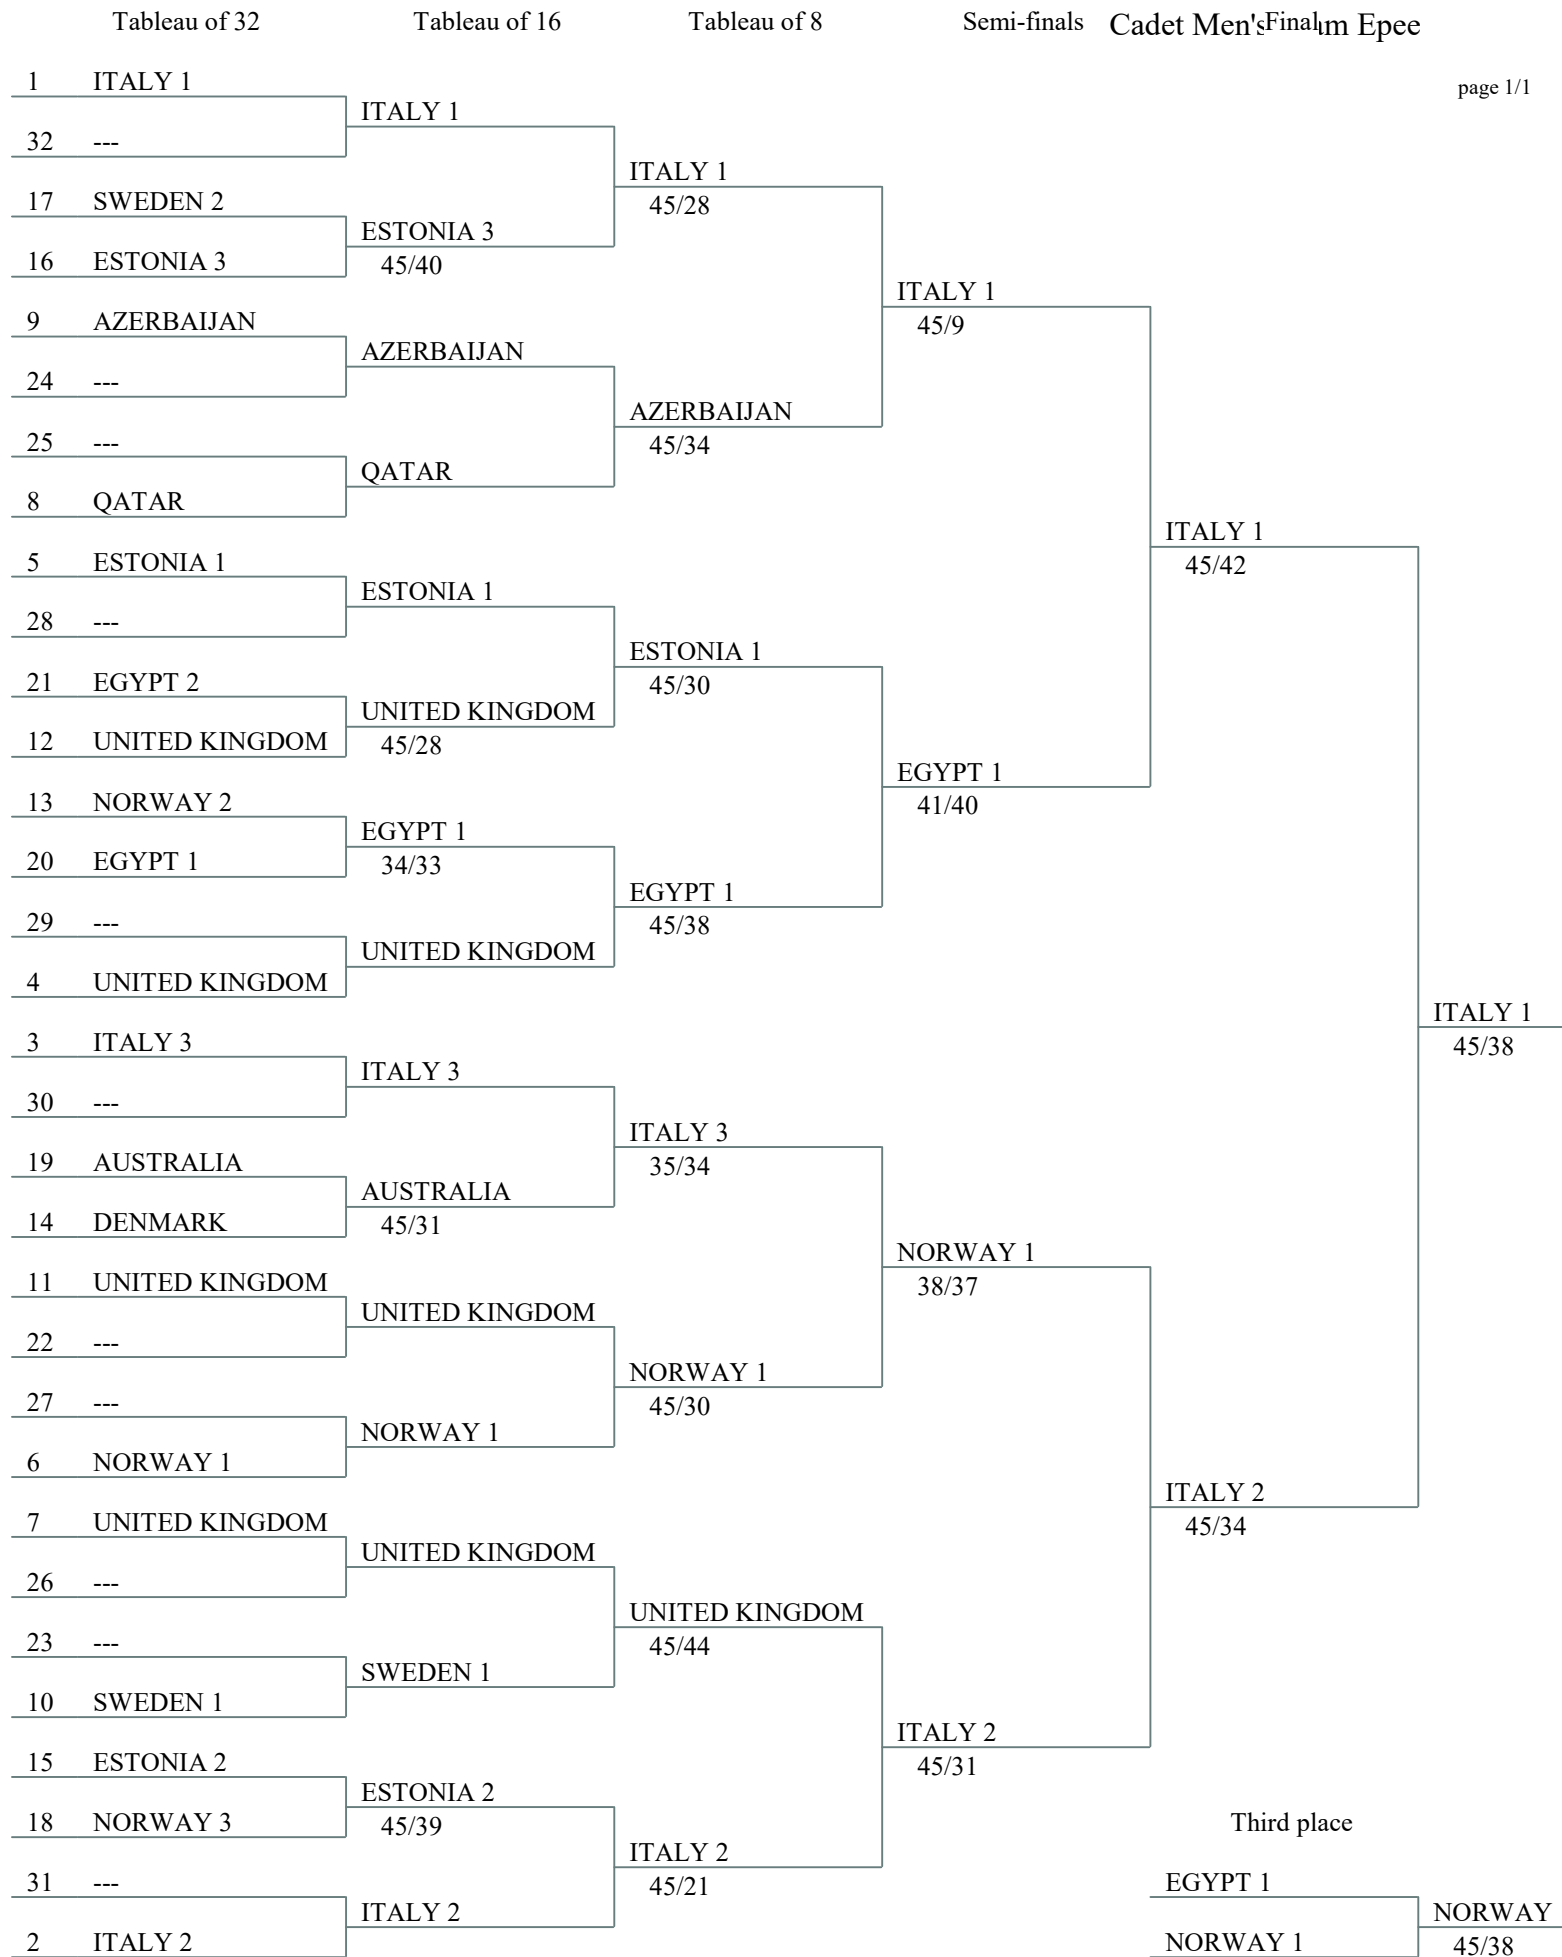 Tableau of 32 Tableau of 16 Tableau of 8 Semi-finals Final
Cadet Men's
m Epee
page 1/1
1 ITALY 1
ITALY 1
32 ---
ITALY 1
45/28
17 SWEDEN 2
ESTONIA 3
45/40
16 ESTONIA 3
ITALY 1
45/9
9 AZERBAIJAN
AZERBAIJAN
24 ---
AZERBAIJAN
45/34
25 ---
QATAR
8 QATAR
ITALY 1
45/42
5 ESTONIA 1
ESTONIA 1
28 ---
ESTONIA 1
45/30
21 EGYPT 2
UNITED KINGDOM
45/28
12 UNITED KINGDOM
EGYPT 1
41/40
13 NORWAY 2
EGYPT 1
34/33
20 EGYPT 1
EGYPT 1
45/38
29 ---
UNITED KINGDOM
4 UNITED KINGDOM
ITALY 1
45/38
3 ITALY 3
ITALY 3
30 ---
ITALY 3
35/34
19 AUSTRALIA
AUSTRALIA
45/31
14 DENMARK
NORWAY 1
38/37
11 UNITED KINGDOM
UNITED KINGDOM
22 ---
NORWAY 1
45/30
27 ---
NORWAY 1
6 NORWAY 1
ITALY 2
45/34
7 UNITED KINGDOM
UNITED KINGDOM
26 ---
UNITED KINGDOM
45/44
23 ---
SWEDEN 1
10 SWEDEN 1
ITALY 2
45/31
15 ESTONIA 2
ESTONIA 2
45/39
18 NORWAY 3
ITALY 2
45/21
31 ---
ITALY 2
2 ITALY 2
Third place
EGYPT 1
NORWAY
45/38
NORWAY 1